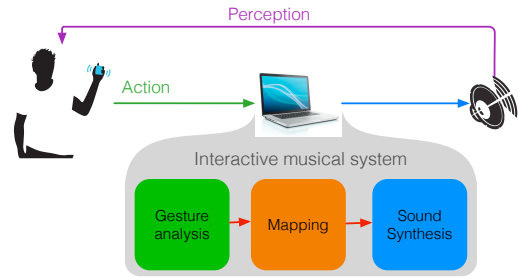 Perception
Action
Interactive musical system
Gesture
analysis
Mapping
Sound
Synthesis